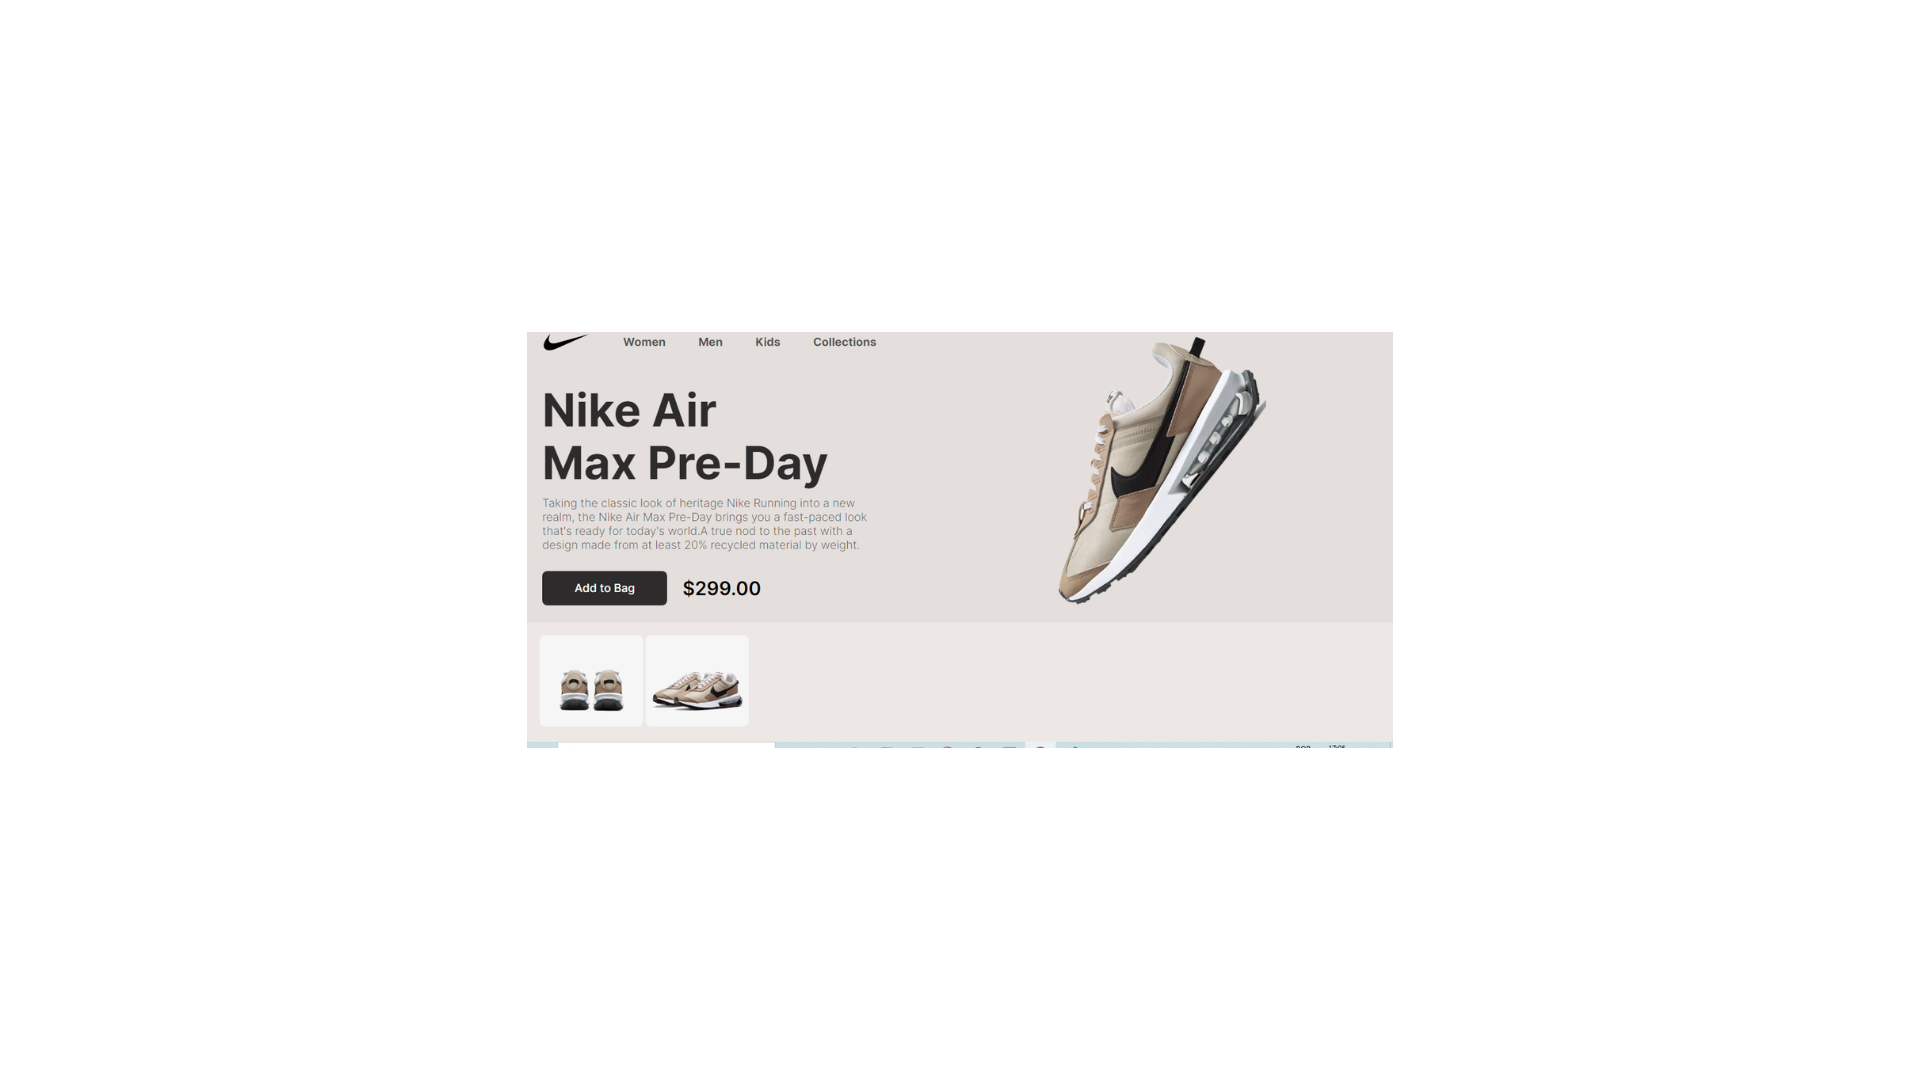 Women Men Kids Collections
Nike Air
Max Pre-Day
Taking the classic look of heritage Nike Running into a new
realm, the Nike Air Max Pre-Day brings you a fast-paced look
that's ready for today's world.A true nod to the past with a
design made from at least 20% recycled material by weight.
Add to Bag $299.00